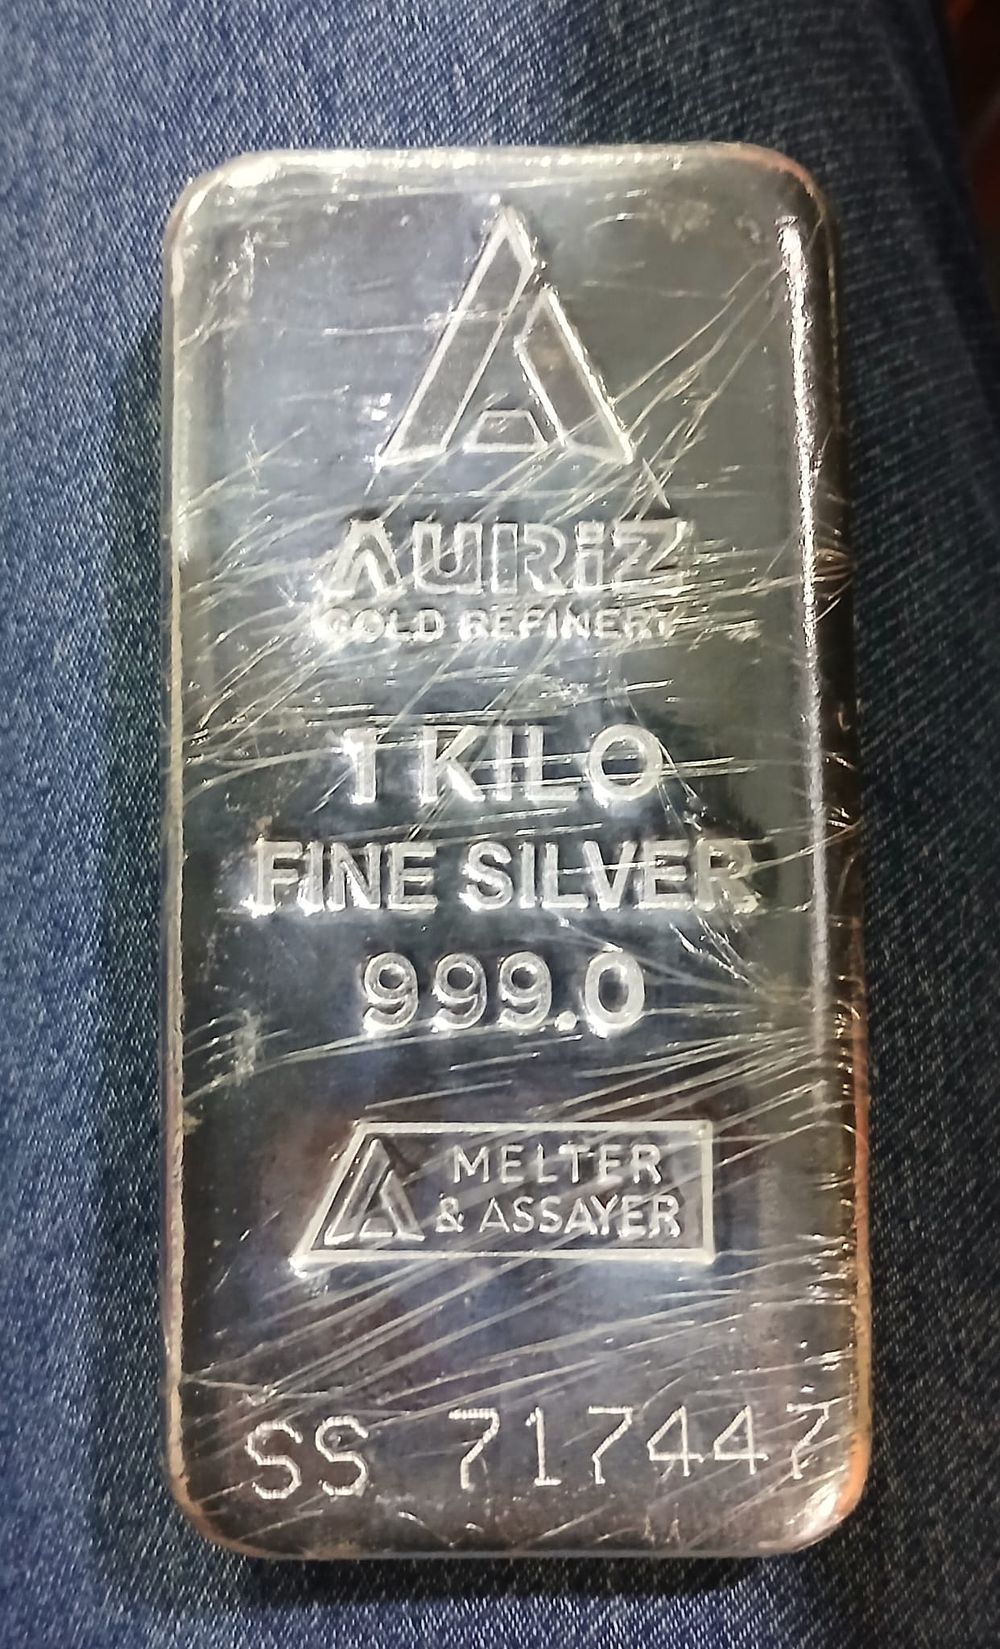 AURiZ
GOLD REFINERY
1 KILO
FINE SILVER
999.0
MELTER
& ASSAYER
SS 717447